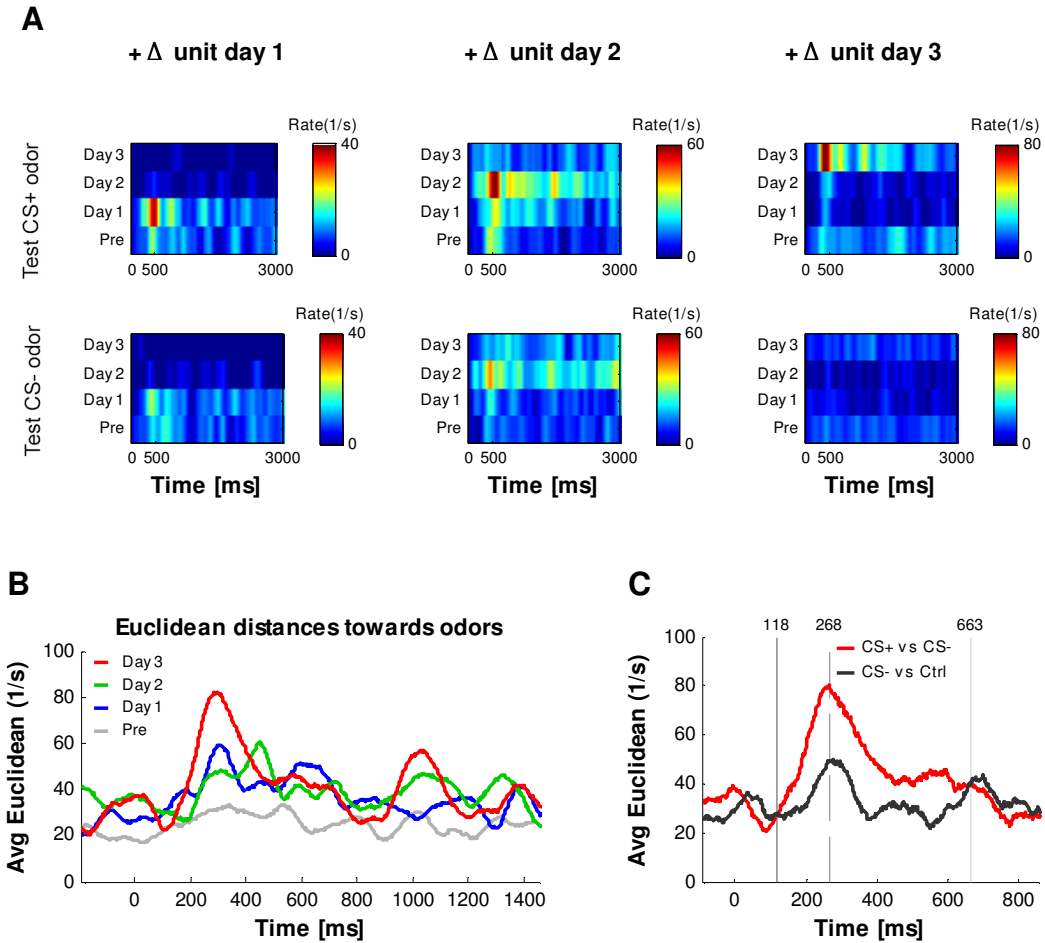 A
+ Δ unit day 1
+ Δ unit day 2
+ Δ unit day 3
Test CS+ odor
Rate(1/s)
Day 3
Day 2
Day 1
Pre
0 500 3000
40
0
Rate(1/s)
Day 3
Day 2
Day 1
Pre
0 500 3000
60
0
Rate(1/s)
Day 3
Day 2
Day 1
Pre
0 500 3000
80
0
Test CS- odor
Rate(1/s)
Day 3
Day 2
Day 1
Pre
0 500 3000
40
0
Time [ms]
Rate(1/s)
Day 3
Day 2
Day 1
Pre
0 500 3000
60
0
Time [ms]
Rate(1/s)
Day 3
Day 2
Day 1
Pre
0 500 3000
80
0
Time [ms]
B
Euclidean distances towards odors
Avg Euclidean (1/s)
100
80
60
40
20
0
Day 3
Day 2
Day 1
Pre
0 200 400 600 800 1000 1200 1400
Time [ms]
C
118 268 663
Avg Euclidean (1/s)
100
80
60
40
20
0
CS+ vs CS-
CS- vs Ctrl
0 200 400 600 800
Time [ms]